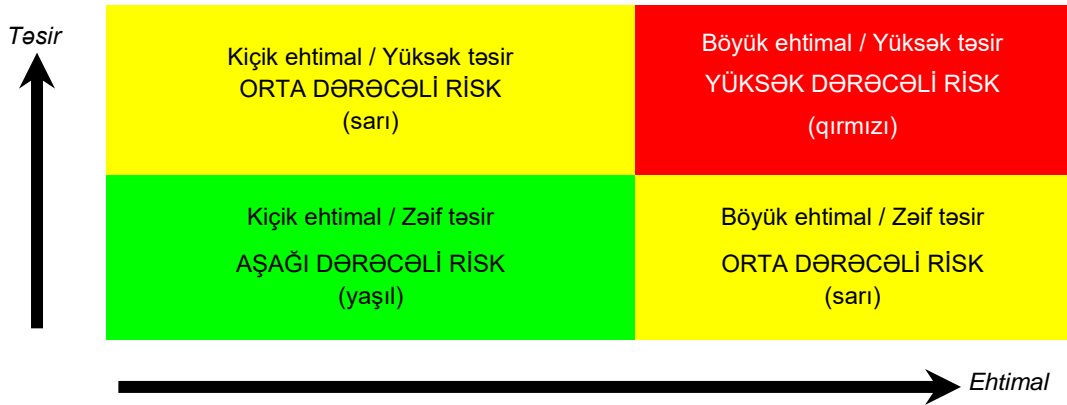 Təsir
Kiçik ehtimal / Yüksək təsir
ORTA DƏRƏCƏLİ RİSK
(sarı)
Böyük ehtimal / Yüksək təsir
YÜKSƏK DƏRƏCƏLİ RİSK
(qırmızı)
Kiçik ehtimal / Zəif təsir
AŞAĞI DƏRƏCƏLİ RİSK
(yaşıl)
Böyük ehtimal / Zəif təsir
ORTA DƏRƏCƏLİ RİSK
(sarı)
Ehtimal